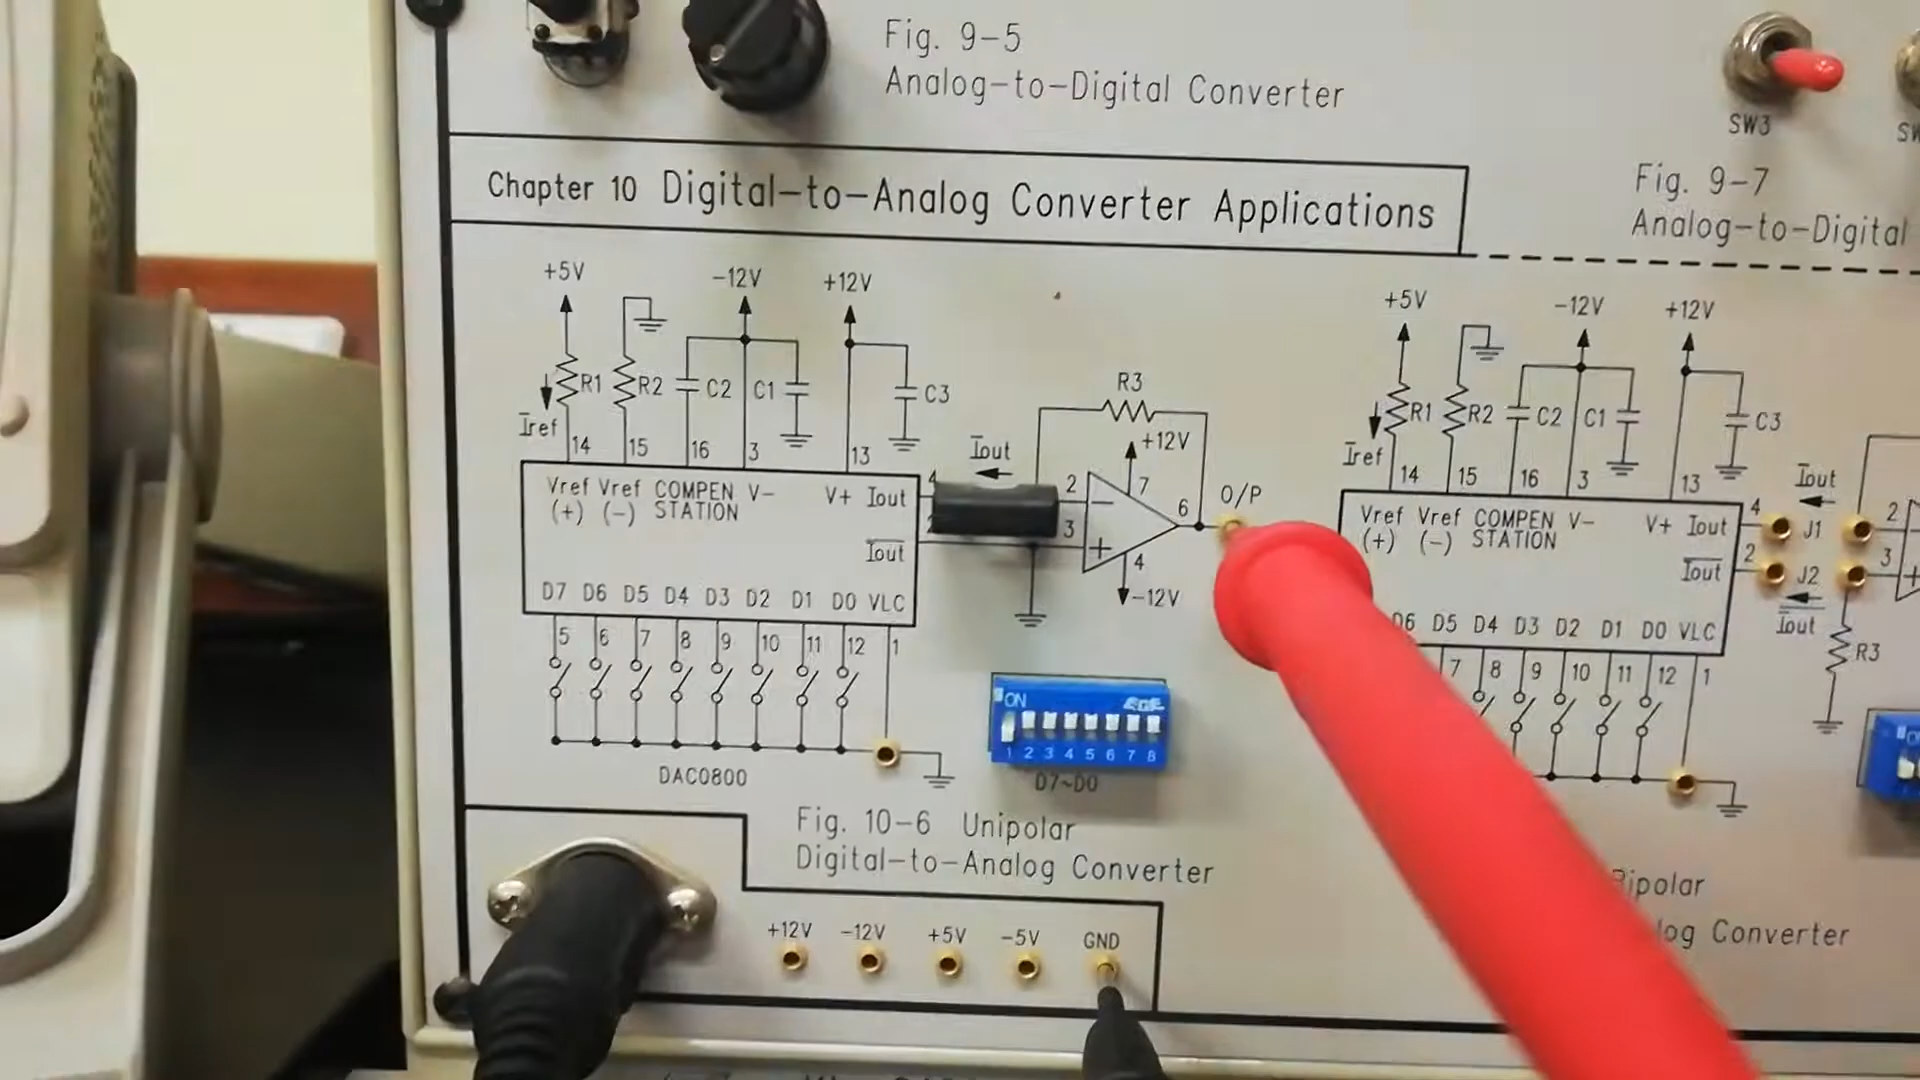 Fig. 9-5
Analog-to-Digital Converter
SW3
Fig. 9-7
Analog-to-Digital
Chapter 10 Digital-to-Analog Converter Applications
+5V
-12V
+12V
R1
R2
C2
C1
C3
Iref
14
15
16
3
13
Vref Vref COMPEN V- V+ Iout
(+) (-) STATION
Iout
D7 D6 D5 D4 D3 D2 D1 D0 VLC
5 6 7 8 9 10 11 12 1
DAC0800
4
Iout
R3
+12V
2
7
3
6
4
-12V
O/P
ON
1 2 3 4 5 6 7 8
D7~D0
Fig. 10-6 Unipolar
Digital-to-Analog Converter
+12V -12V +5V -5V GND
+5V
-12V
+12V
R1
R2
C2
C1
C3
Iref
14
15
16
3
13
Vref Vref COMPEN V- V+ Iout
(+) (-) STATION
Iout
D6 D5 D4 D3 D2 D1 D0 VLC
7 8 9 10 11 12 1
Iout
4
J1
2
2
J2
3
Iout
R3
Bipolar
log Converter